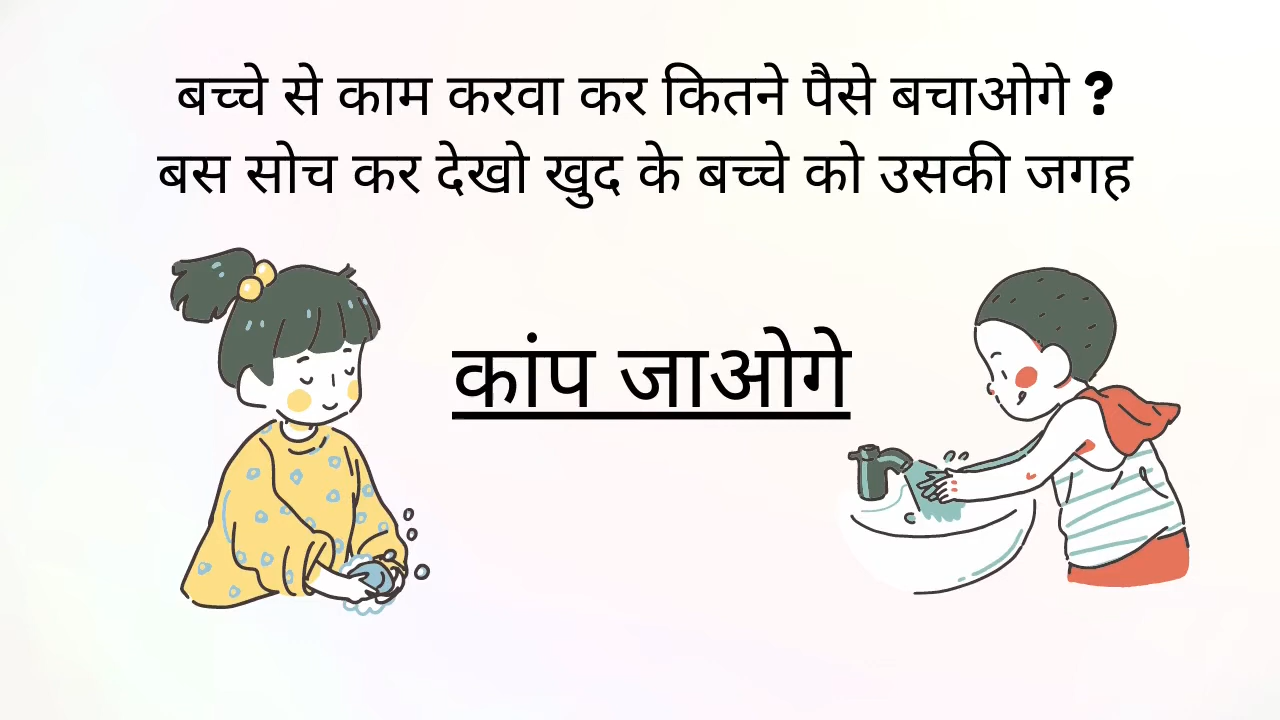 बच्चे से काम करवा कर कितने पैसे बचाओगे ?
बस सोच कर देखो खुद के बच्चे को उसकी जगह
कांप जाओगे